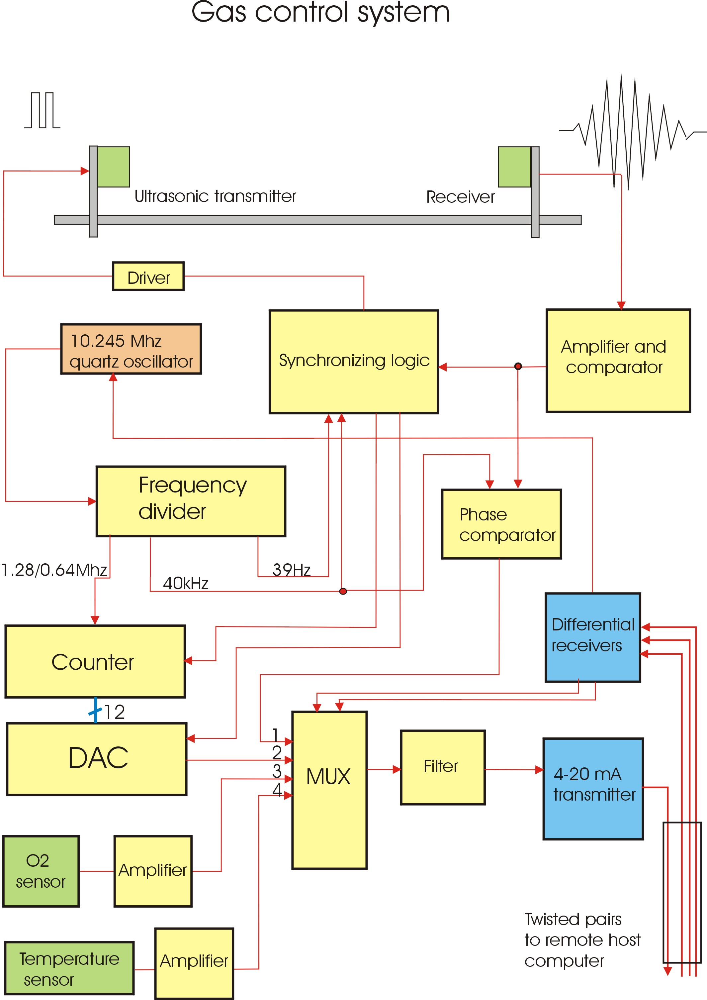 Gas control system
Ultrasonic transmitter
Receiver
Driver
10.245 Mhz
quartz oscillator
Synchronizing logic
Amplifier and
comparator
Frequency
divider
Phase
comparator
1.28/0.64Mhz
39Hz
40kHz
Differential
receivers
Counter
12
DAC
1
2
3
4
MUX
Filter
4-20 mA
transmitter
O2
sensor
Amplifier
Temperature
sensor
Amplifier
Twisted pairs
to remote host
computer